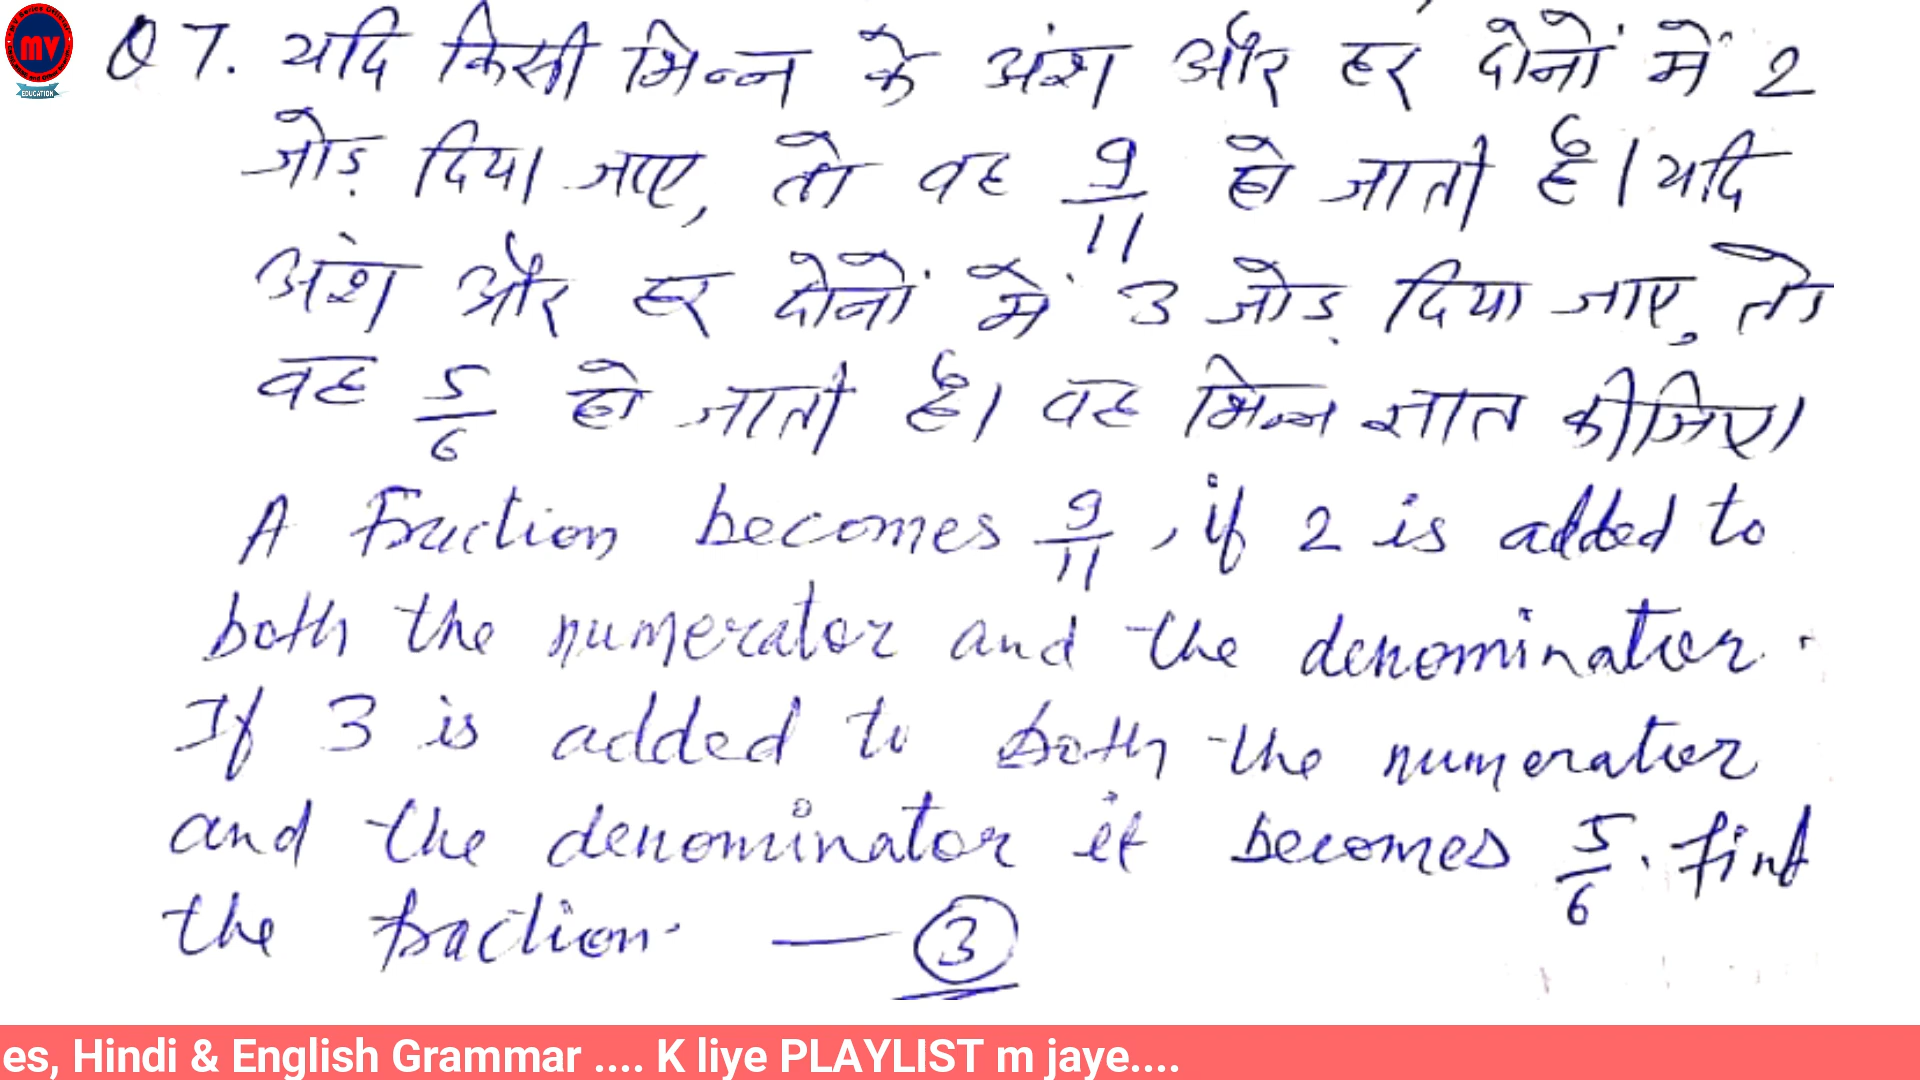 mv
EDUCATION
Q 7. यदि किसी भिन्न के अंश और हर दोनों में 2
जोड़ दिया जाए, तो वह 9/11 हो जाती है। यदि
अंश और हर दोनों में 3 जोड़ दिया जाए, तो
वह 5/6 हो जाती है। वह भिन्न ज्ञात कीजिए।
A Fraction becomes 9/11, if 2 is added to
both the numerator and the denominator.
If 3 is added to both the numerator
and the denominator it becomes 5/6. find
the fraction. — 3
es, Hindi & English Grammar .... K liye PLAYLIST m jaye....